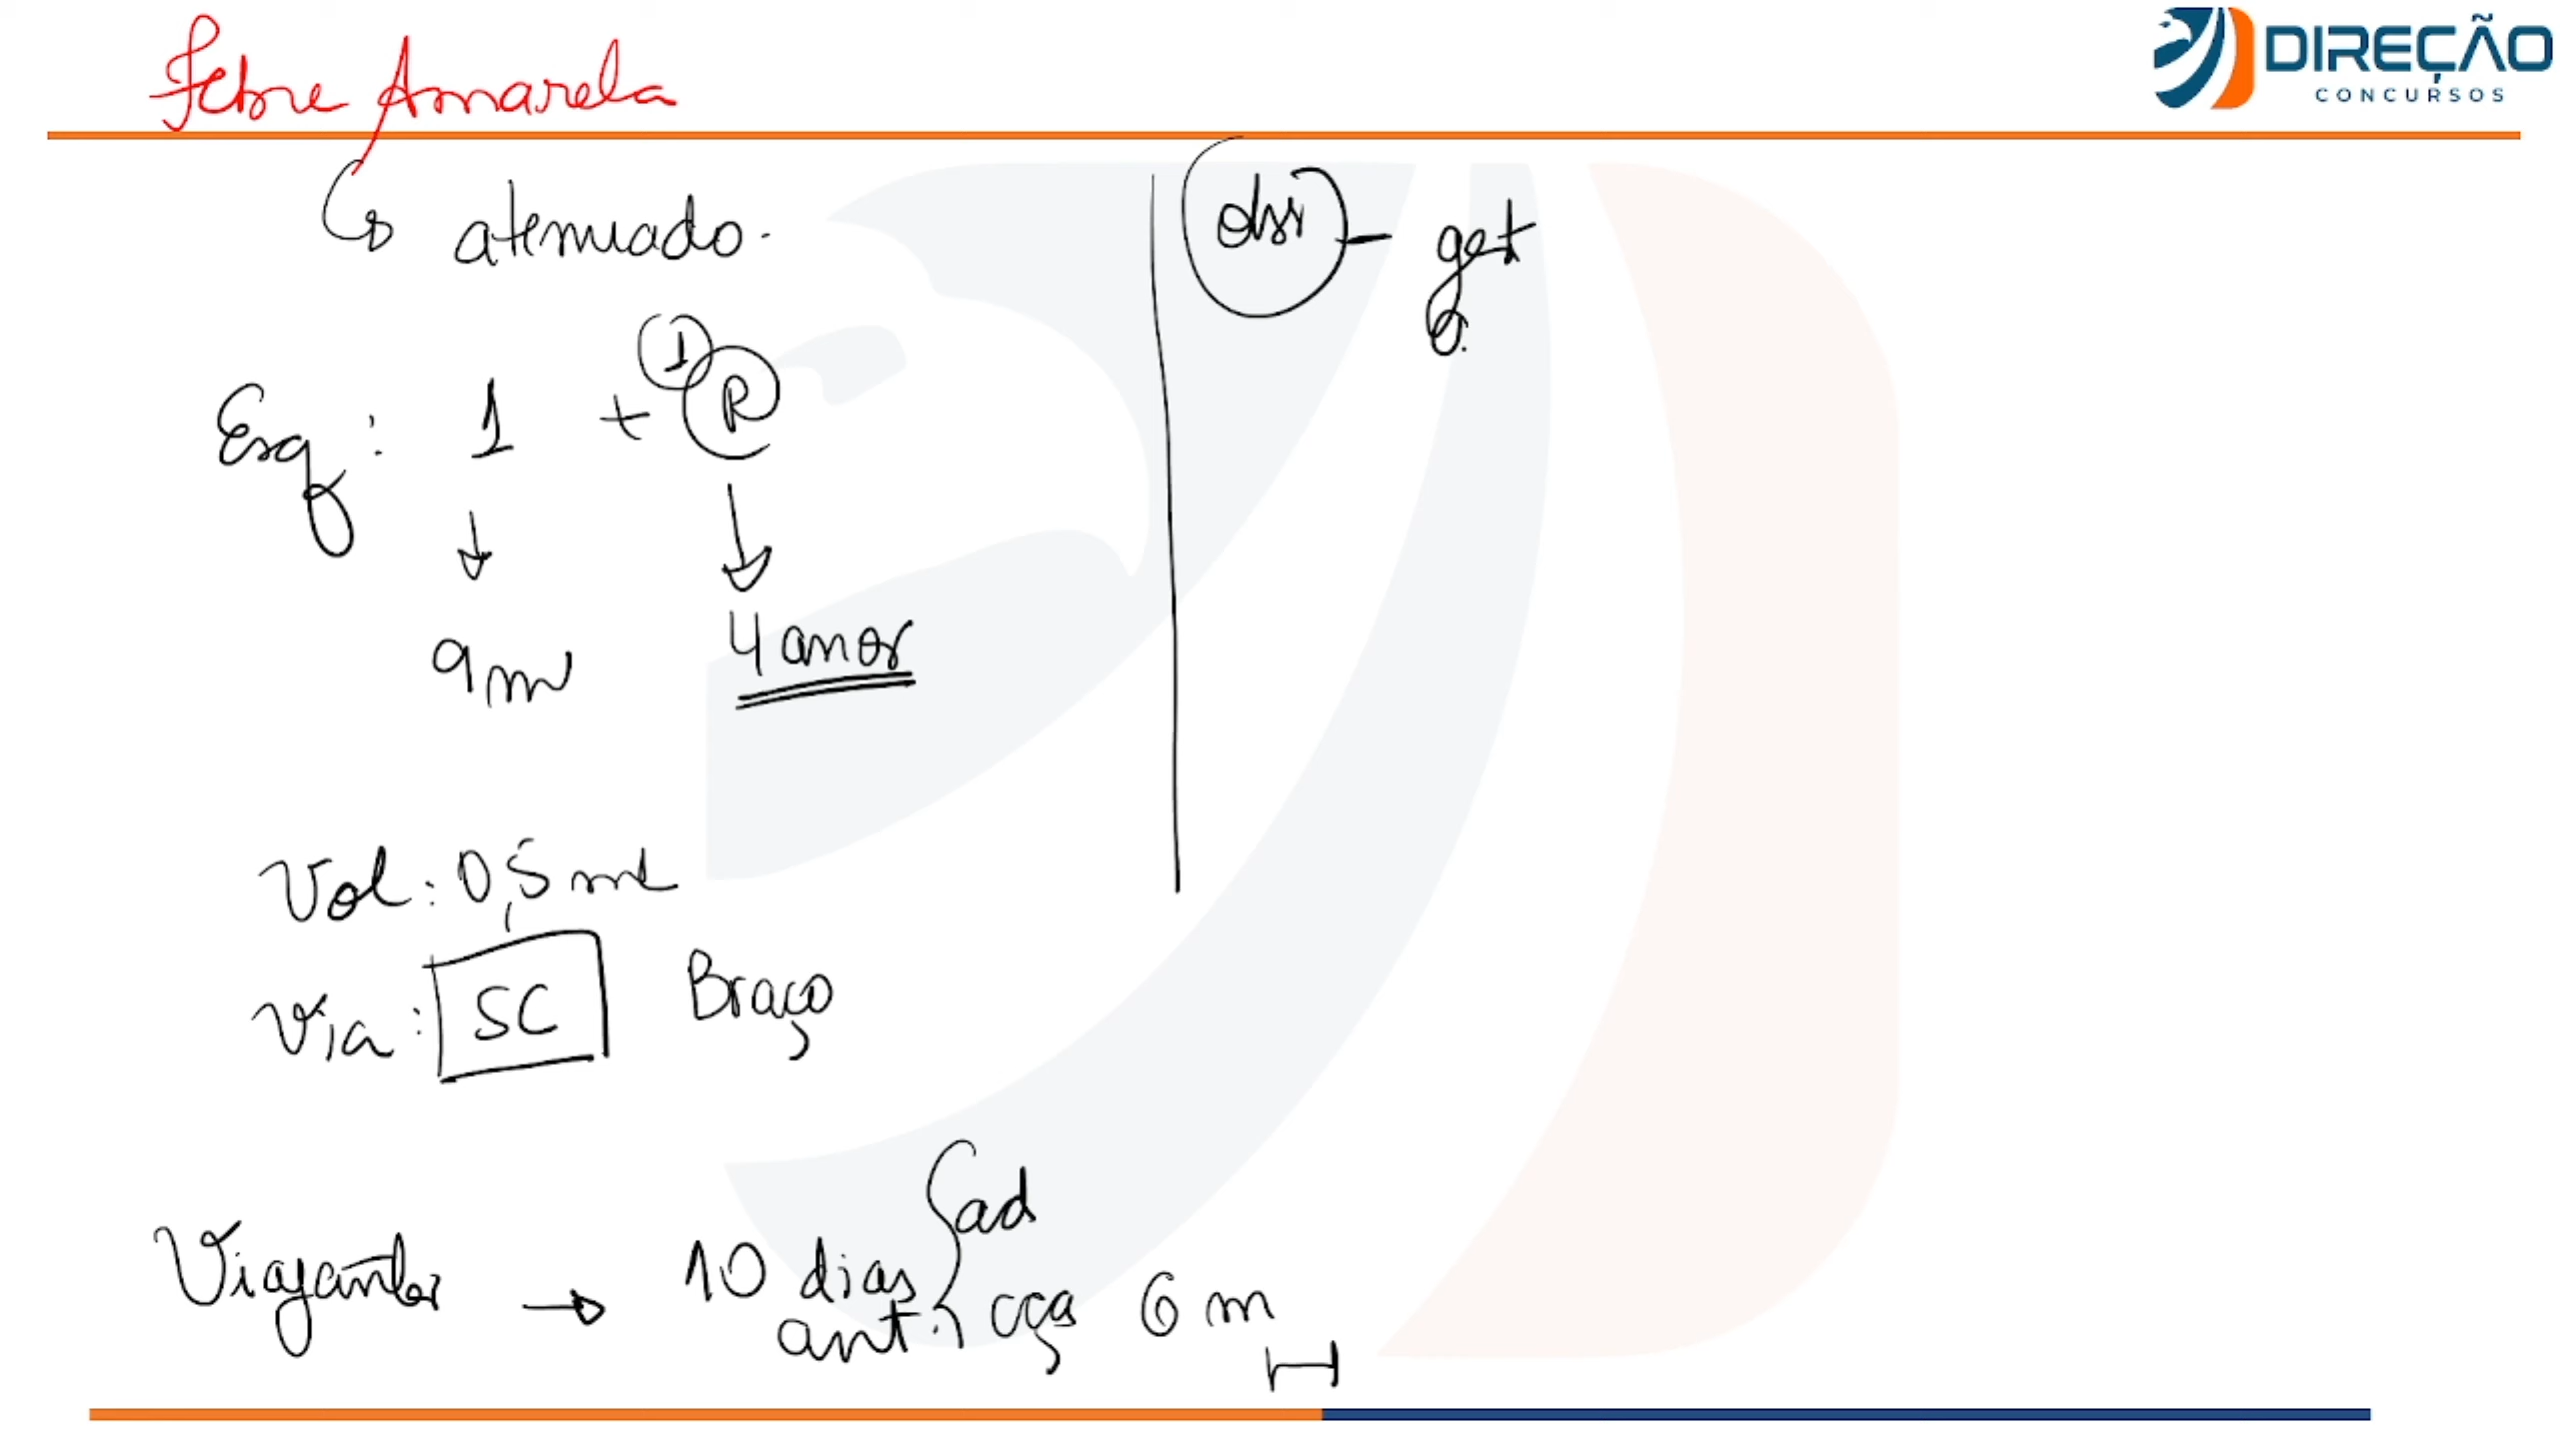 Febre Amarela
DIREÇÃO
CONCURSOS
atenuado.
Esq: 1 + 1 R
9m 4 anos
Vol: 0,5 ml
Via: SC Braço
Viajantes → 10 dias ant. { ad
cças 6 m
obs - gest